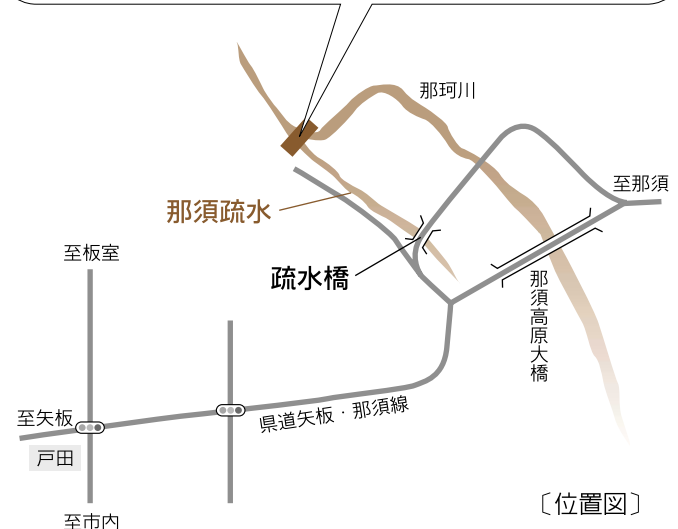 那珂川
至那須
那須疏水
至板室
疏水橋
那須高原大橋
至矢板
県道矢板・那須線
戸田
〔位置図〕
至市内